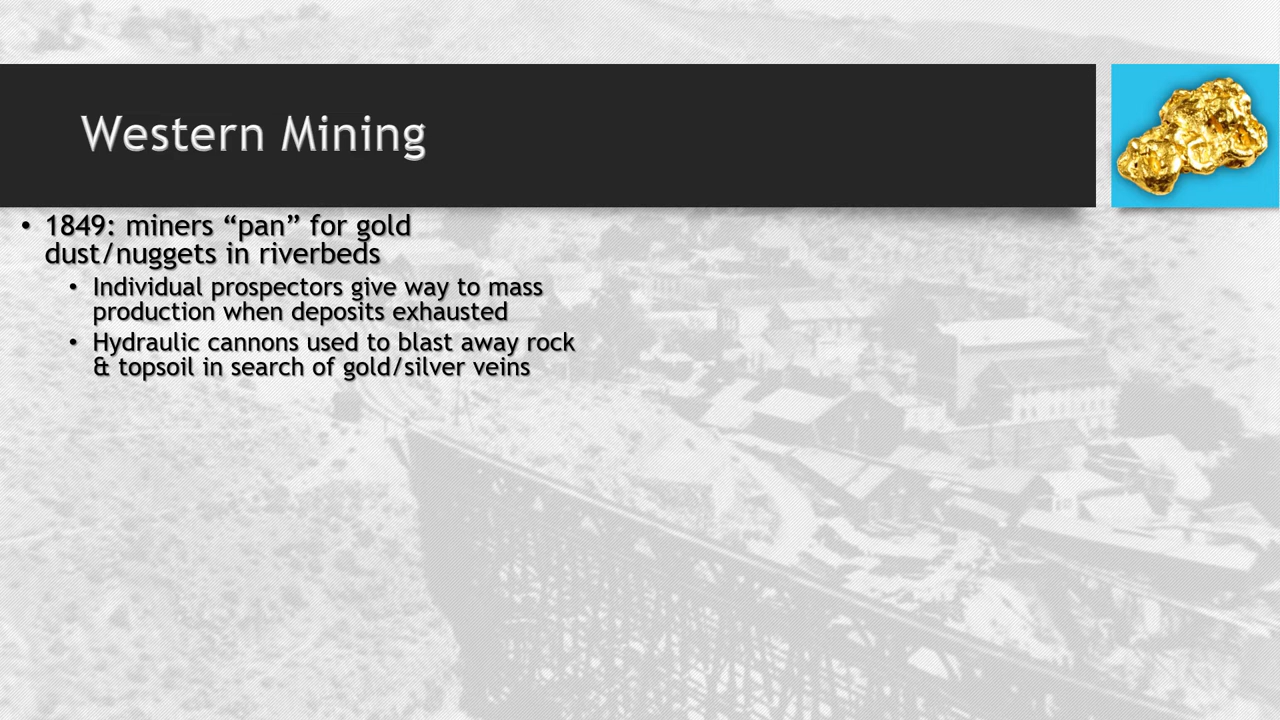 Western Mining
• 1849: miners “pan” for gold
dust/nuggets in riverbeds
• Individual prospectors give way to mass
production when deposits exhausted
• Hydraulic cannons used to blast away rock
& topsoil in search of gold/silver veins